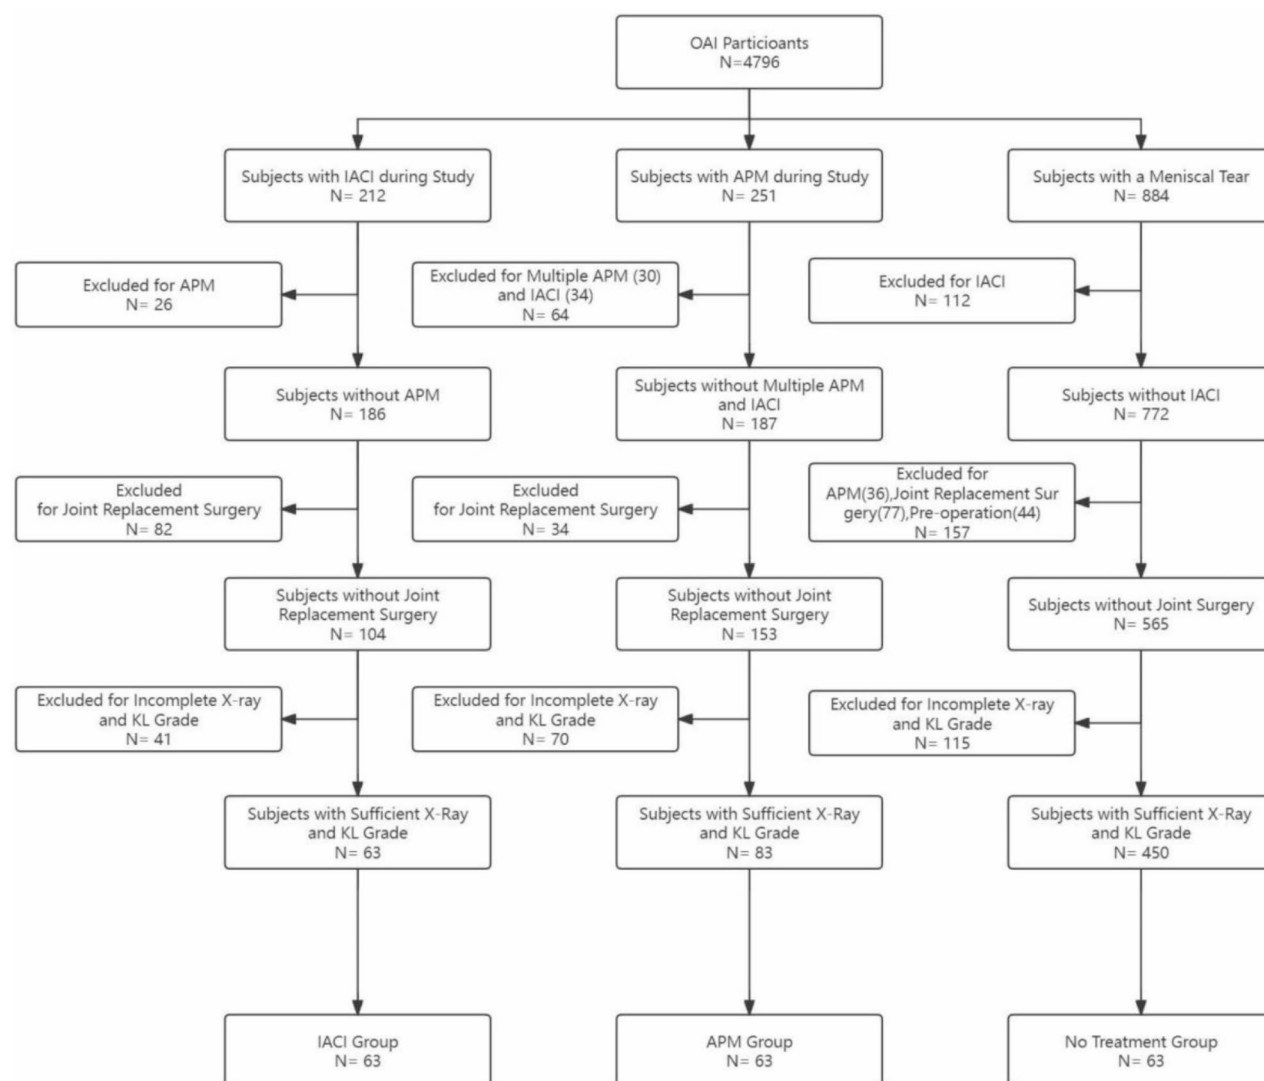 OAI Particioants
N=4796
Subjects with IACI during Study
N= 212
Subjects with APM during Study
N= 251
Subjects with a Meniscal Tear
N= 884
Excluded for APM
N= 26
Excluded for Multiple APM (30)
and IACI (34)
N= 64
Excluded for IACI
N= 112
Subjects without APM
N= 186
Subjects without Multiple APM
and IACI
N= 187
Subjects without IACI
N= 772
Excluded
for Joint Replacement Surgery
N= 82
Excluded
for Joint Replacement Surgery
N= 34
Excluded for
APM(36),Joint Replacement Sur
gery(77),Pre-operation(44)
N= 157
Subjects without Joint
Replacement Surgery
N= 104
Subjects without Joint
Replacement Surgery
N= 153
Subjects without Joint Surgery
N= 565
Excluded for Incomplete X-ray
and KL Grade
N= 41
Excluded for Incomplete X-ray
and KL Grade
N= 70
Excluded for Incomplete X-ray
and KL Grade
N= 115
Subjects with Sufficient X-Ray
and KL Grade
N= 63
Subjects with Sufficient X-Ray
and KL Grade
N= 83
Subjects with Sufficient X-Ray
and KL Grade
N= 450
IACI Group
N= 63
APM Group
N= 63
No Treatment Group
N= 63